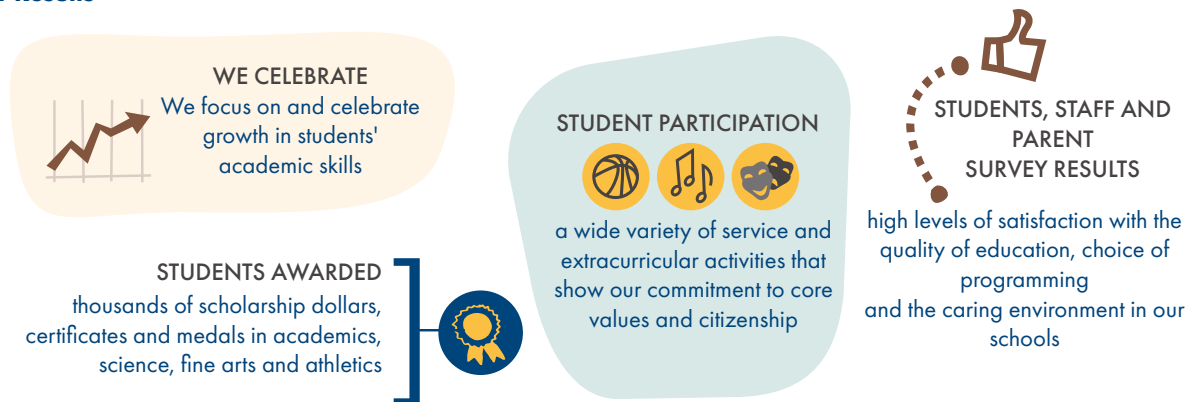 WE CELEBRATE
We focus on and celebrate
growth in students'
academic skills
STUDENTS AWARDED
thousands of scholarship dollars,
certificates and medals in academics,
science, fine arts and athletics
STUDENT PARTICIPATION
a wide variety of service and
extracurricular activities that
show our commitment to core
values and citizenship
STUDENTS, STAFF AND
PARENT
SURVEY RESULTS
high levels of satisfaction with the
quality of education, choice of
programming
and the caring environment in our
schools